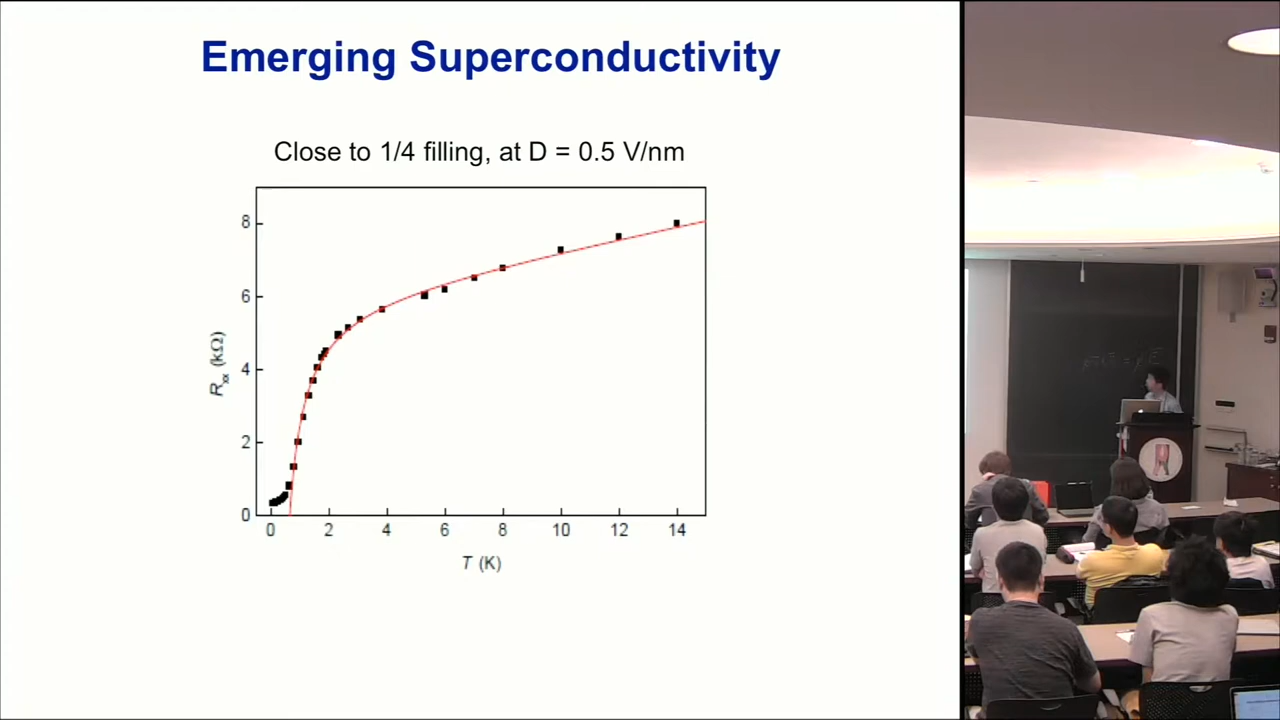 Emerging Superconductivity
Close to 1/4 filling, at D = 0.5 V/nm
8
6
4
2
0
Rxx (kΩ)
0 2 4 6 8 10 12 14
T (K)